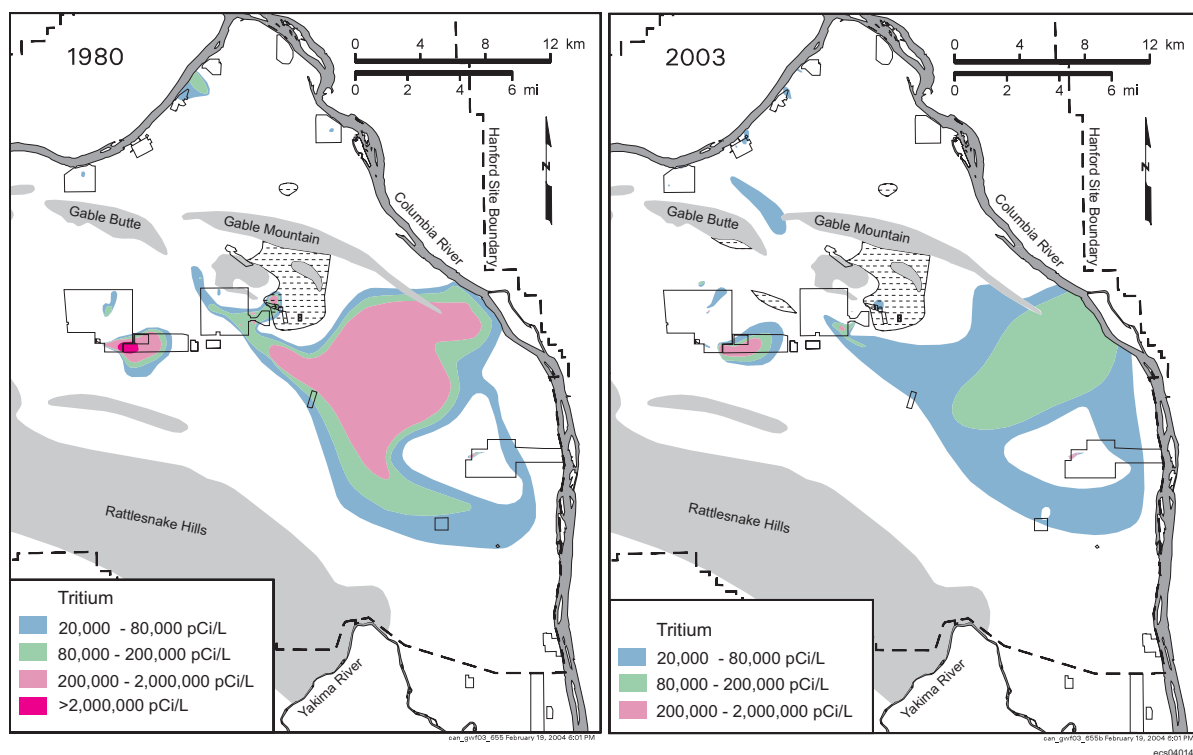 1980
0 4 8 12 km
0 2 4 6 mi
Hanford Site Boundary
N
Columbia River
Gable Butte
Gable Mountain
Rattlesnake Hills
Yakima River
Tritium
20,000 - 80,000 pCi/L
80,000 - 200,000 pCi/L
200,000 - 2,000,000 pCi/L
>2,000,000 pCi/L
can_gwf03_655 February 19, 2004 6:01 PM
2003
0 4 8 12 km
0 2 4 6 mi
Hanford Site Boundary
N
Columbia River
Gable Butte
Gable Mountain
Rattlesnake Hills
Yakima River
Tritium
20,000 - 80,000 pCi/L
80,000 - 200,000 pCi/L
200,000 - 2,000,000 pCi/L
can_gwf03_655b February 19, 2004 6:01 PM
ecs04014